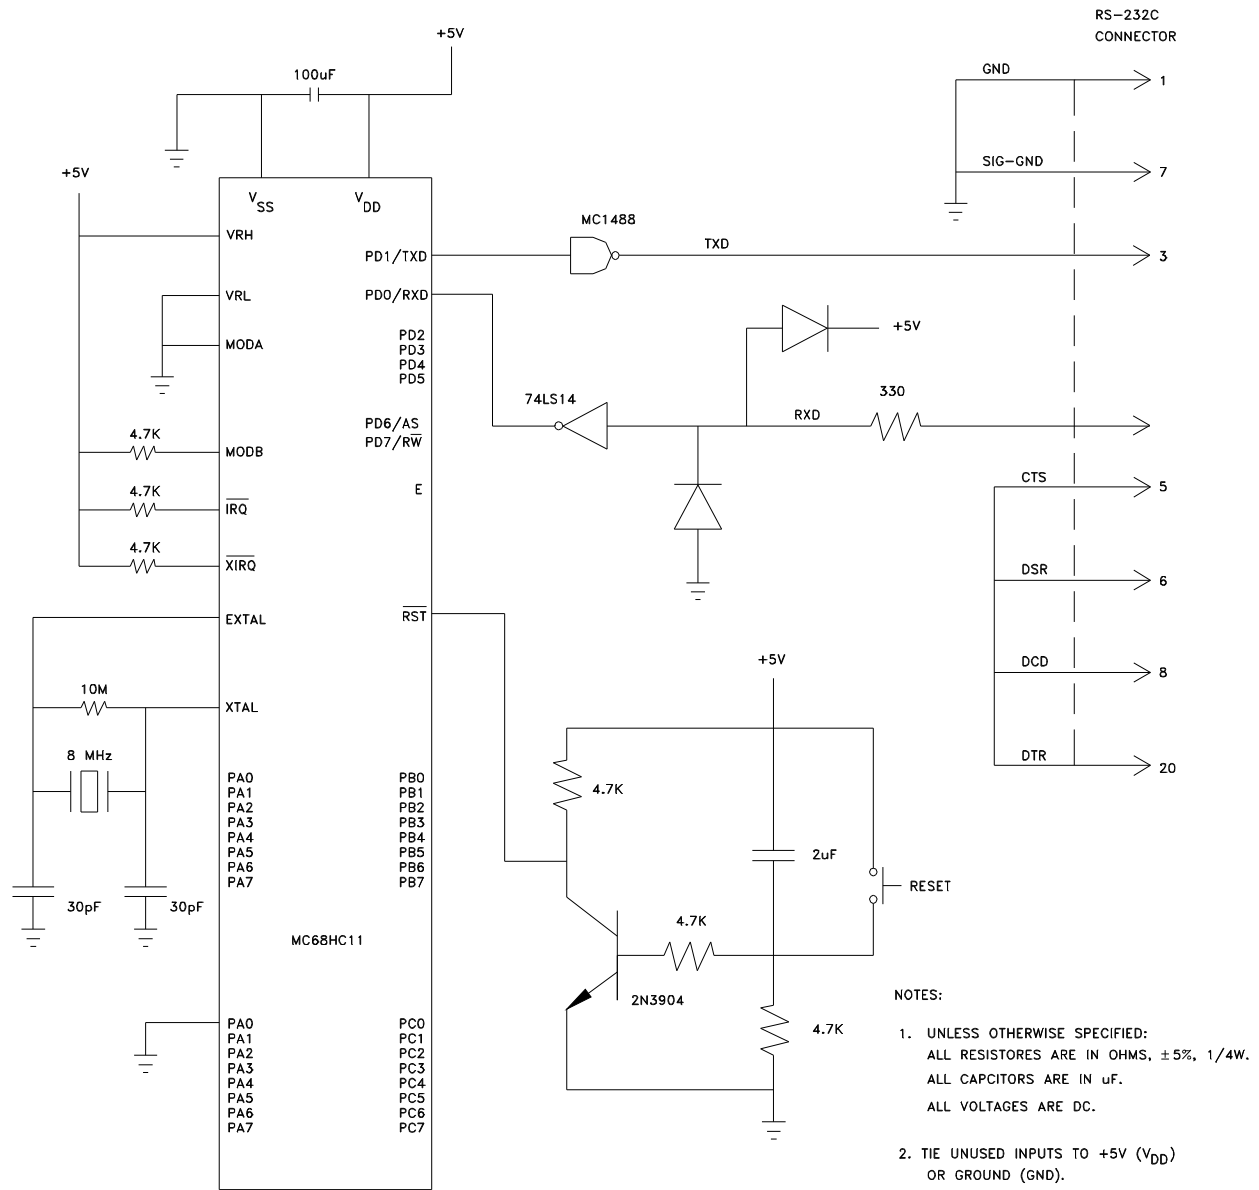 RS-232C
CONNECTOR
+5V
100uF
GND
1
+5V
SIG-GND
7
VSS
VDD
MC1488
VRH
PD1/TXD
TXD
3
VRL
PD0/RXD
MODA
PD2
PD3
PD4
PD5
+5V
74LS14
330
RXD
PD6/AS
PD7/RW
4.7K
MODB
E
CTS
5
4.7K
IRQ
4.7K
XIRQ
DSR
6
EXTAL
RST
+5V
DCD
8
10M
XTAL
8 MHz
DTR
20
PA0
PA1
PA2
PA3
PA4
PA5
PA6
PA7
PB0
PB1
PB2
PB3
PB4
PB5
PB6
PB7
4.7K
2uF
RESET
30pF
30pF
4.7K
MC68HC11
2N3904
4.7K
PA0
PA1
PA2
PA3
PA4
PA5
PA6
PA7
PC0
PC1
PC2
PC3
PC4
PC5
PC6
PC7
NOTES:
1. UNLESS OTHERWISE SPECIFIED:
ALL RESISTORES ARE IN OHMS, ±5%, 1/4W.
ALL CAPCITORS ARE IN uF.
ALL VOLTAGES ARE DC.
2. TIE UNUSED INPUTS TO +5V (VDD)
OR GROUND (GND).